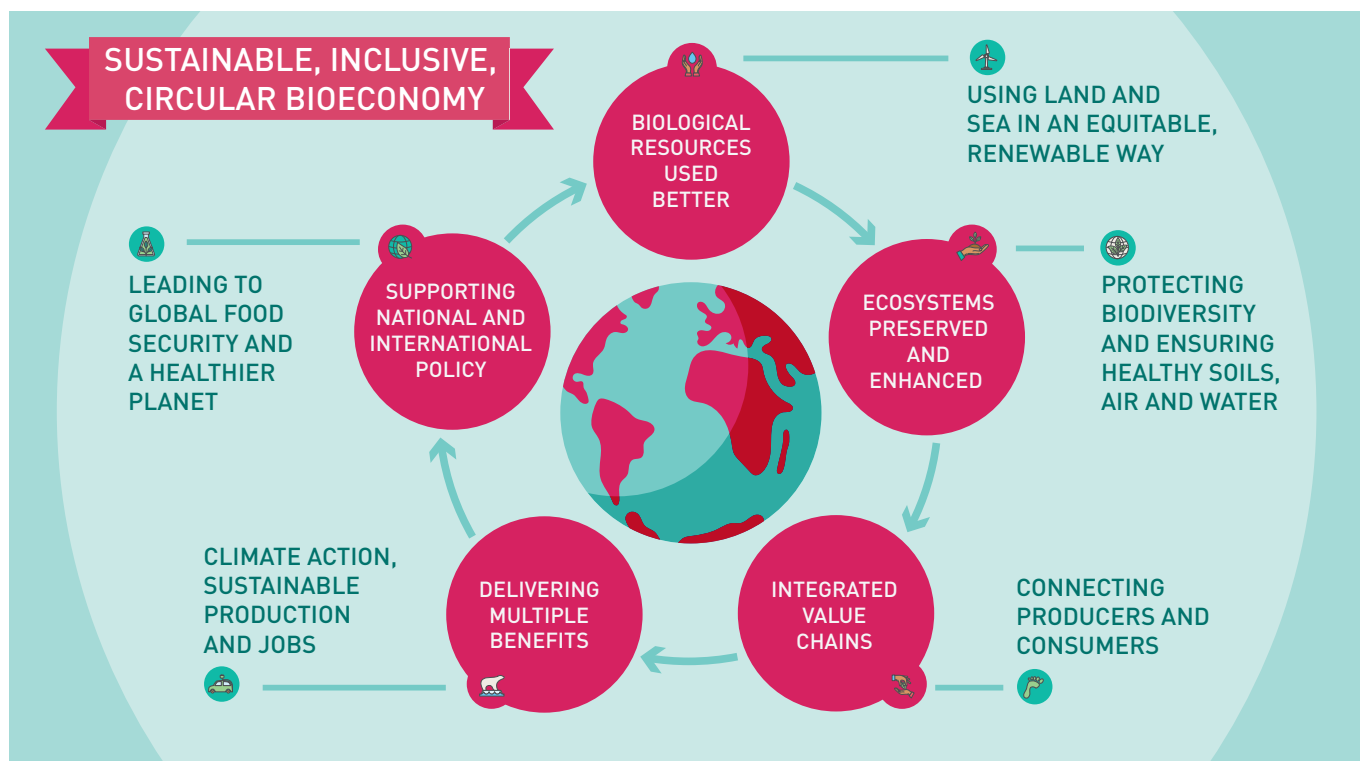 SUSTAINABLE, INCLUSIVE,
CIRCULAR BIOECONOMY
BIOLOGICAL
RESOURCES
USED
BETTER
USING LAND AND
SEA IN AN EQUITABLE,
RENEWABLE WAY
ECOSYSTEMS
PRESERVED
AND
ENHANCED
PROTECTING
BIODIVERSITY
AND ENSURING
HEALTHY SOILS,
AIR AND WATER
INTEGRATED
VALUE
CHAINS
CONNECTING
PRODUCERS AND
CONSUMERS
DELIVERING
MULTIPLE
BENEFITS
CLIMATE ACTION,
SUSTAINABLE
PRODUCTION
AND JOBS
SUPPORTING
NATIONAL AND
INTERNATIONAL
POLICY
LEADING TO
GLOBAL FOOD
SECURITY AND
A HEALTHIER
PLANET